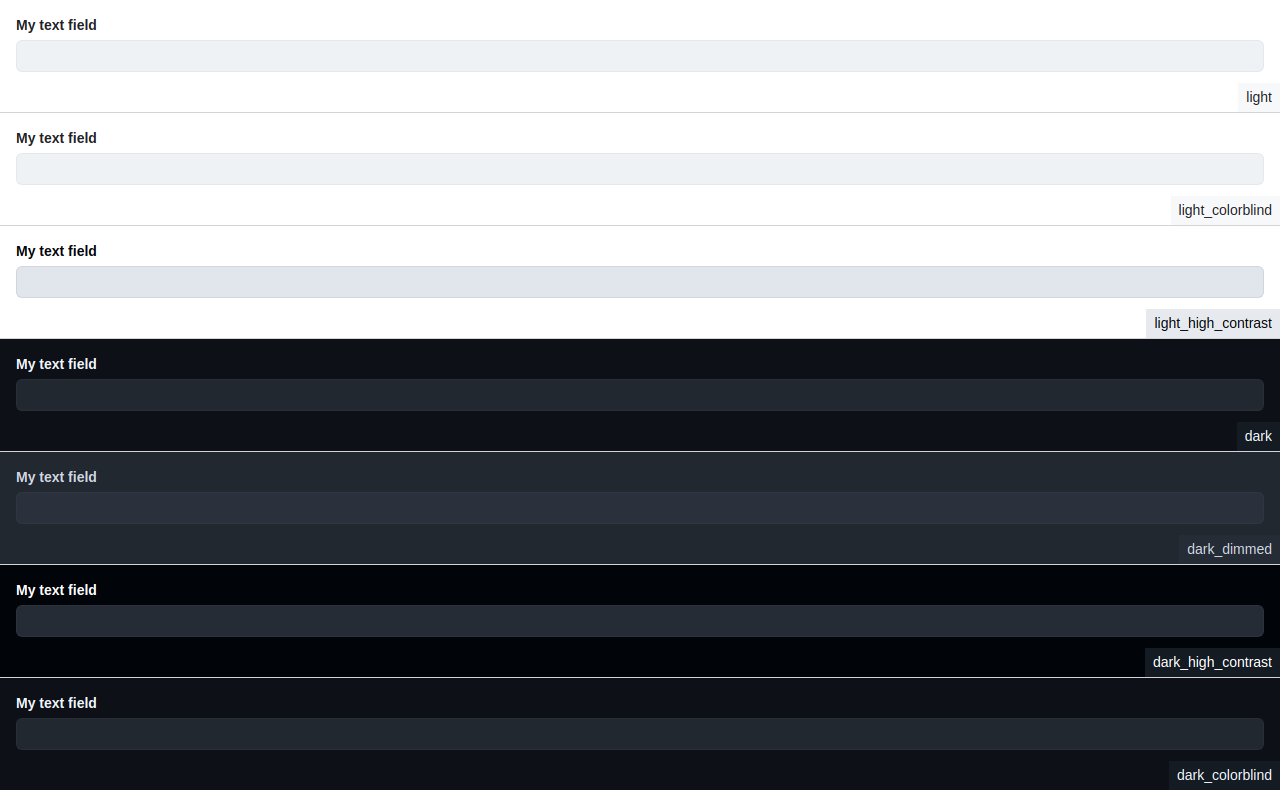 My text field
light
My text field
light_colorblind
My text field
light_high_contrast
My text field
dark
My text field
dark_dimmed
My text field
dark_high_contrast
My text field
dark_colorblind